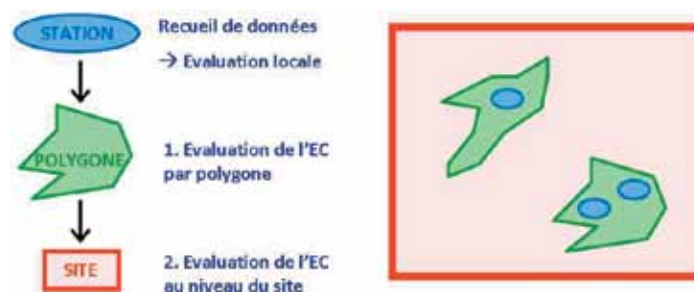 STATION
Recueil de données
→ Evaluation locale
POLYGONE
1. Evaluation de l'EC
par polygone
SITE
2. Evaluation de l'EC
au niveau du site